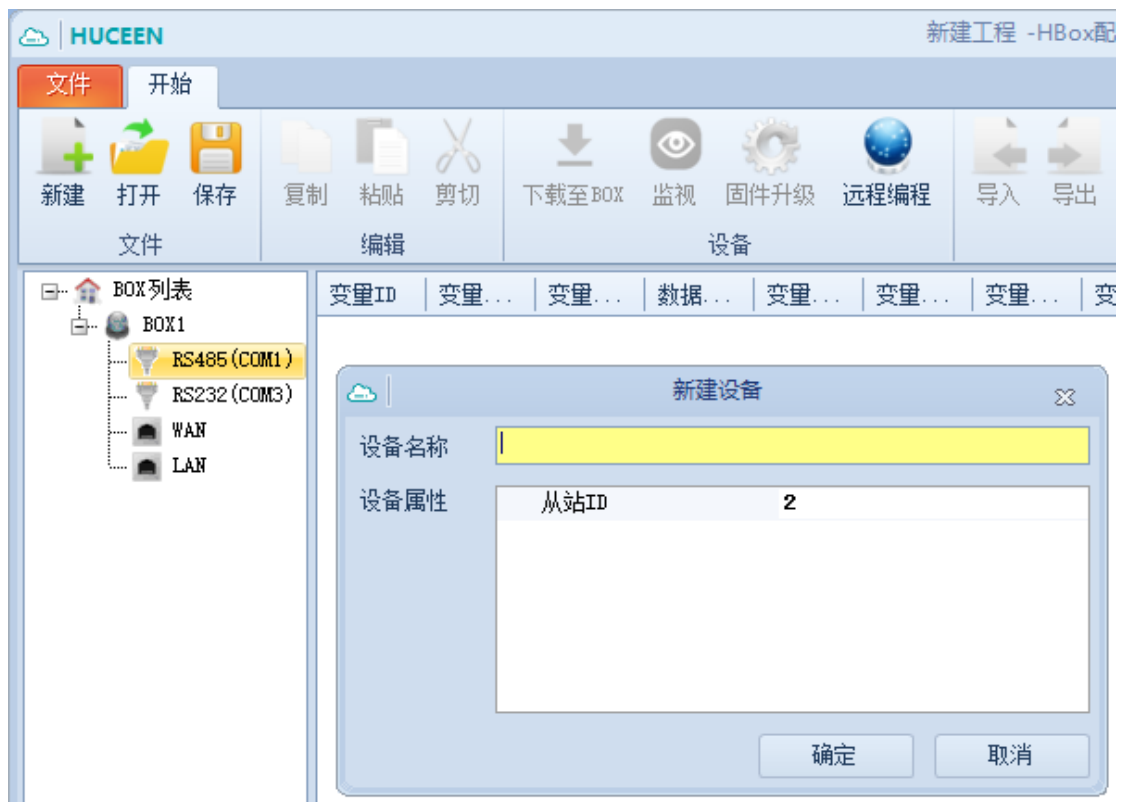 HUCEEN 新建工程 -HBox配
文件 开始
新建 打开 保存 复制 粘贴 剪切 下载至BOX 监视 固件升级 远程编程 导入 导出
文件 编辑 设备
BOX列表
BOX1
RS485(COM1)
RS232(COM3)
WAN
LAN
变量ID 变量... 变量... 数据... 变量... 变量... 变量... 变
新建设备
设备名称
设备属性 从站ID 2
确定 取消